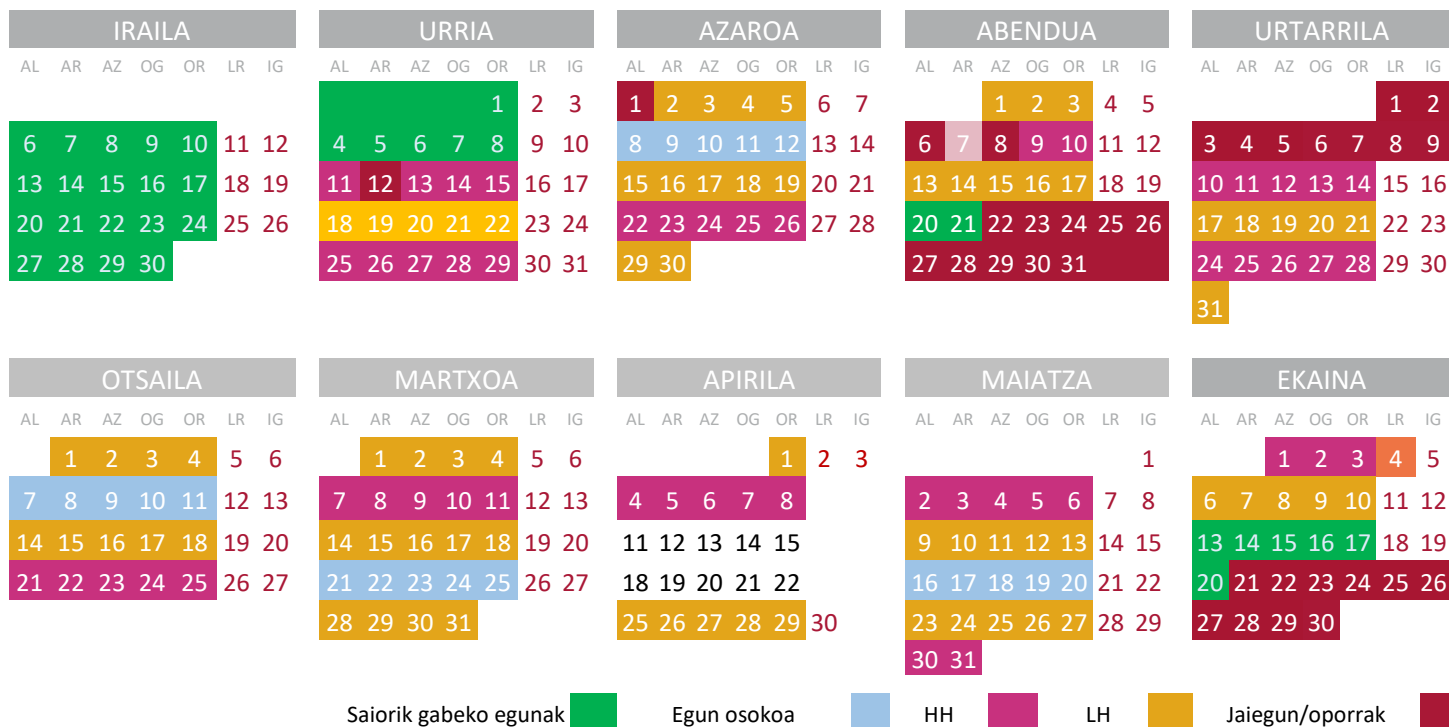 IRAILA URRIA AZAROA ABENDUA URTARRILA
AL AR AZ OG OR LR IG AL AR AZ OG OR LR IG AL AR AZ OG OR LR IG AL AR AZ OG OR LR IG AL AR AZ OG OR LR IG
1 2 3 1 2 3 4 5 6 7 1 2 3 4 5 1 2
6 7 8 9 10 11 12 4 5 6 7 8 9 10 8 9 10 11 12 13 14 6 7 8 9 10 11 12 3 4 5 6 7 8 9
13 14 15 16 17 18 19 11 12 13 14 15 16 17 15 16 17 18 19 20 21 13 14 15 16 17 18 19 10 11 12 13 14 15 16
20 21 22 23 24 25 26 18 19 20 21 22 23 24 22 23 24 25 26 27 28 20 21 22 23 24 25 26 17 18 19 20 21 22 23
27 28 29 30 25 26 27 28 29 30 31 29 30 27 28 29 30 31 24 25 26 27 28 29 30
31
OTSAILA MARTXOA APIRILA MAIATZA EKAINA
AL AR AZ OG OR LR IG AL AR AZ OG OR LR IG AL AR AZ OG OR LR IG AL AR AZ OG OR LR IG AL AR AZ OG OR LR IG
1 2 3 4 5 6 1 2 3 4 5 6 1 2 3 1 1 2 3 4 5
7 8 9 10 11 12 13 7 8 9 10 11 12 13 4 5 6 7 8 2 3 4 5 6 7 8 6 7 8 9 10 11 12
14 15 16 17 18 19 20 14 15 16 17 18 19 20 11 12 13 14 15 9 10 11 12 13 14 15 13 14 15 16 17 18 19
21 22 23 24 25 26 27 21 22 23 24 25 26 27 18 19 20 21 22 16 17 18 19 20 21 22 20 21 22 23 24 25 26
28 29 30 31 25 26 27 28 29 30 23 24 25 26 27 28 29 27 28 29 30
30 31
Saiorik gabeko egunak Egun osokoa HH LH Jaiegun/oporrak